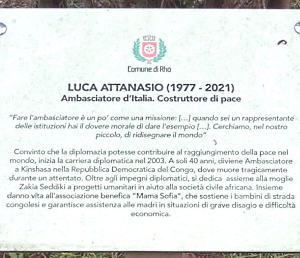 Comune di Rho
LUCA ATTANASIO (1977 - 2021)
Ambasciatore d'Italia. Costruttore di pace
"Fare l'ambasciatore è un po' come una missione: [...] quando sei un rappresentante
delle istituzioni hai il dovere morale di dare l'esempio [...]. Cerchiamo, nel nostro
piccolo, di ridisegnare il mondo"
Convinto che la diplomazia potesse contribuire al raggiungimento della pace nel
mondo, inizia la carriera diplomatica nel 2003. A soli 40 anni, diviene Ambasciatore
a Kinshasa nella Repubblica Democratica del Congo, dove muore tragicamente
durante un attentato. Oltre agli impegni diplomatici, si dedica assieme alla moglie
Zakia Seddiki a progetti umanitari in aiuto alla società civile africana. Insieme
danno vita all'associazione benefica "Mama Sofia", che sostiene i bambini di strada
congolesi e garantisce assistenza alle madri in situazioni di grave disagio e difficoltà
economica.